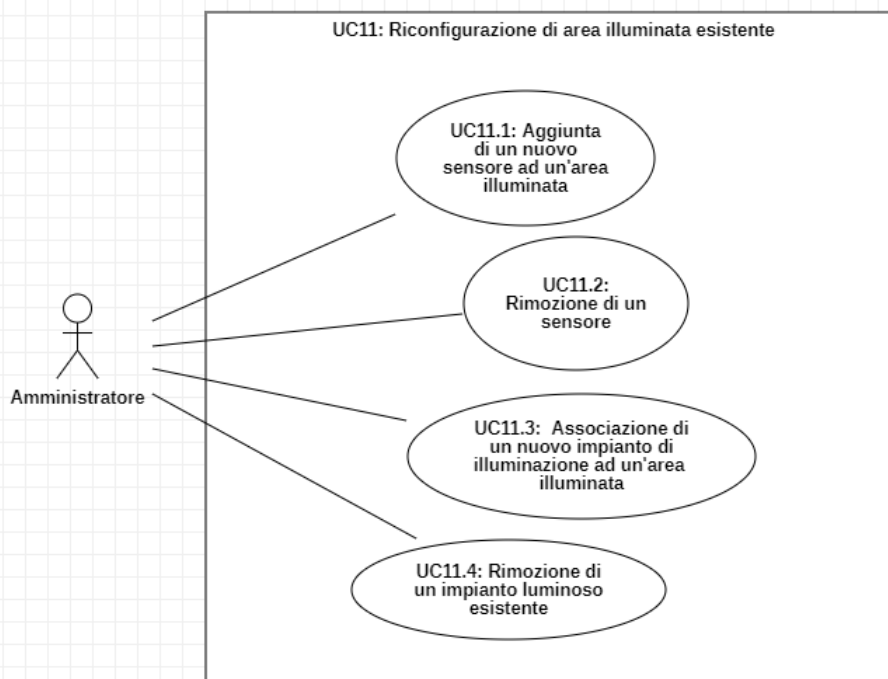 UC11: Riconfigurazione di area illuminata esistente
UC11.1: Aggiunta
di un nuovo
sensore ad un'area
illuminata
UC11.2:
Rimozione di un
sensore
Amministratore
UC11.3:  Associazione di
un nuovo impianto di
illuminazione ad un'area
illuminata
UC11.4: Rimozione di
un impianto luminoso
esistente